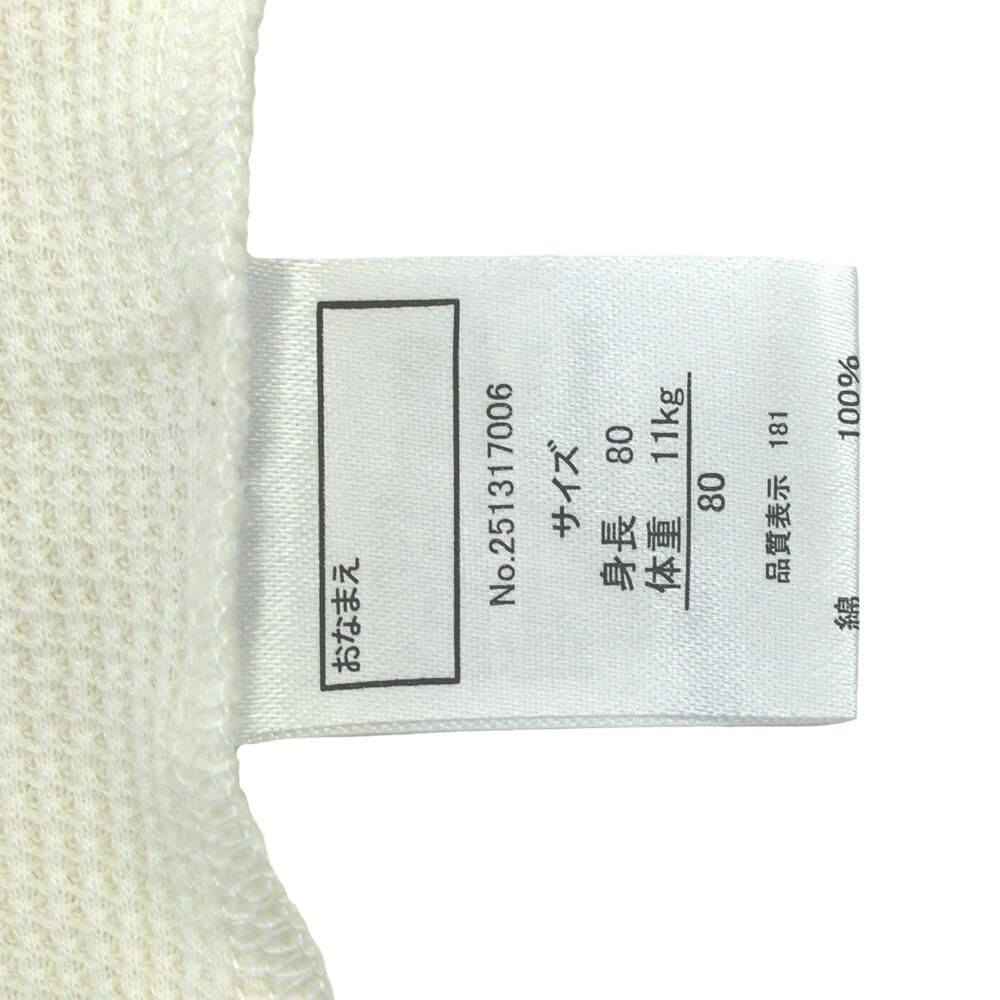 おなまえ
No.251317006
サイズ
身長 80
体重 11kg
80
品質表示 181
綿 100%